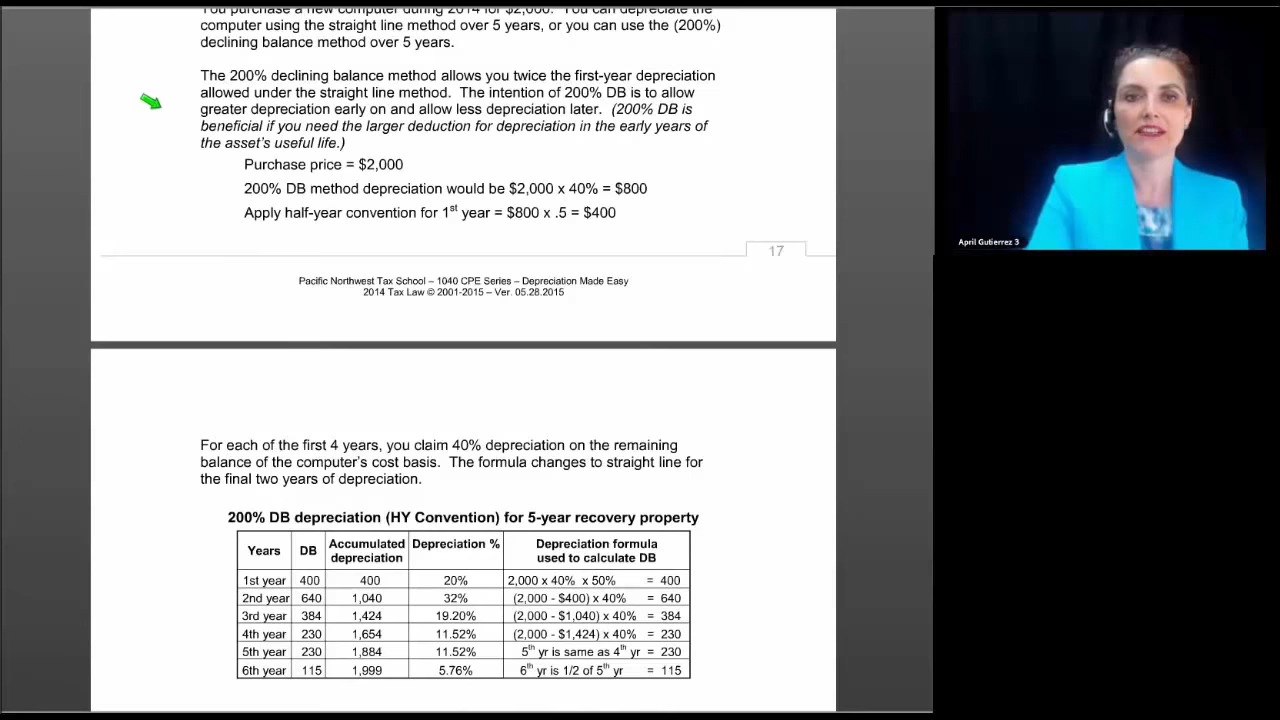 You purchase a new computer during 2014 for $2,000. You can depreciate the
computer using the straight line method over 5 years, or you can use the (200%)
declining balance method over 5 years.
The 200% declining balance method allows you twice the first-year depreciation
allowed under the straight line method. The intention of 200% DB is to allow
greater depreciation early on and allow less depreciation later. (200% DB is
beneficial if you need the larger deduction for depreciation in the early years of
the asset's useful life.)
Purchase price = $2,000
200% DB method depreciation would be $2,000 x 40% = $800
Apply half-year convention for 1st year = $800 x .5 = $400
17
Pacific Northwest Tax School – 1040 CPE Series – Depreciation Made Easy
2014 Tax Law © 2001-2015 – Ver. 05.28.2015
For each of the first 4 years, you claim 40% depreciation on the remaining
balance of the computer's cost basis. The formula changes to straight line for
the final two years of depreciation.
200% DB depreciation (HY Convention) for 5-year recovery property
Years DB Accumulated depreciation Depreciation % Depreciation formula used to calculate DB
1st year 400 400 20% 2,000 x 40% x 50% = 400
2nd year 640 1,040 32% (2,000 - $400) x 40% = 640
3rd year 384 1,424 19.20% (2,000 - $1,040) x 40% = 384
4th year 230 1,654 11.52% (2,000 - $1,424) x 40% = 230
5th year 230 1,884 11.52% 5th yr is same as 4th yr = 230
6th year 115 1,999 5.76% 6th yr is 1/2 of 5th yr = 115
April Gutierrez 3